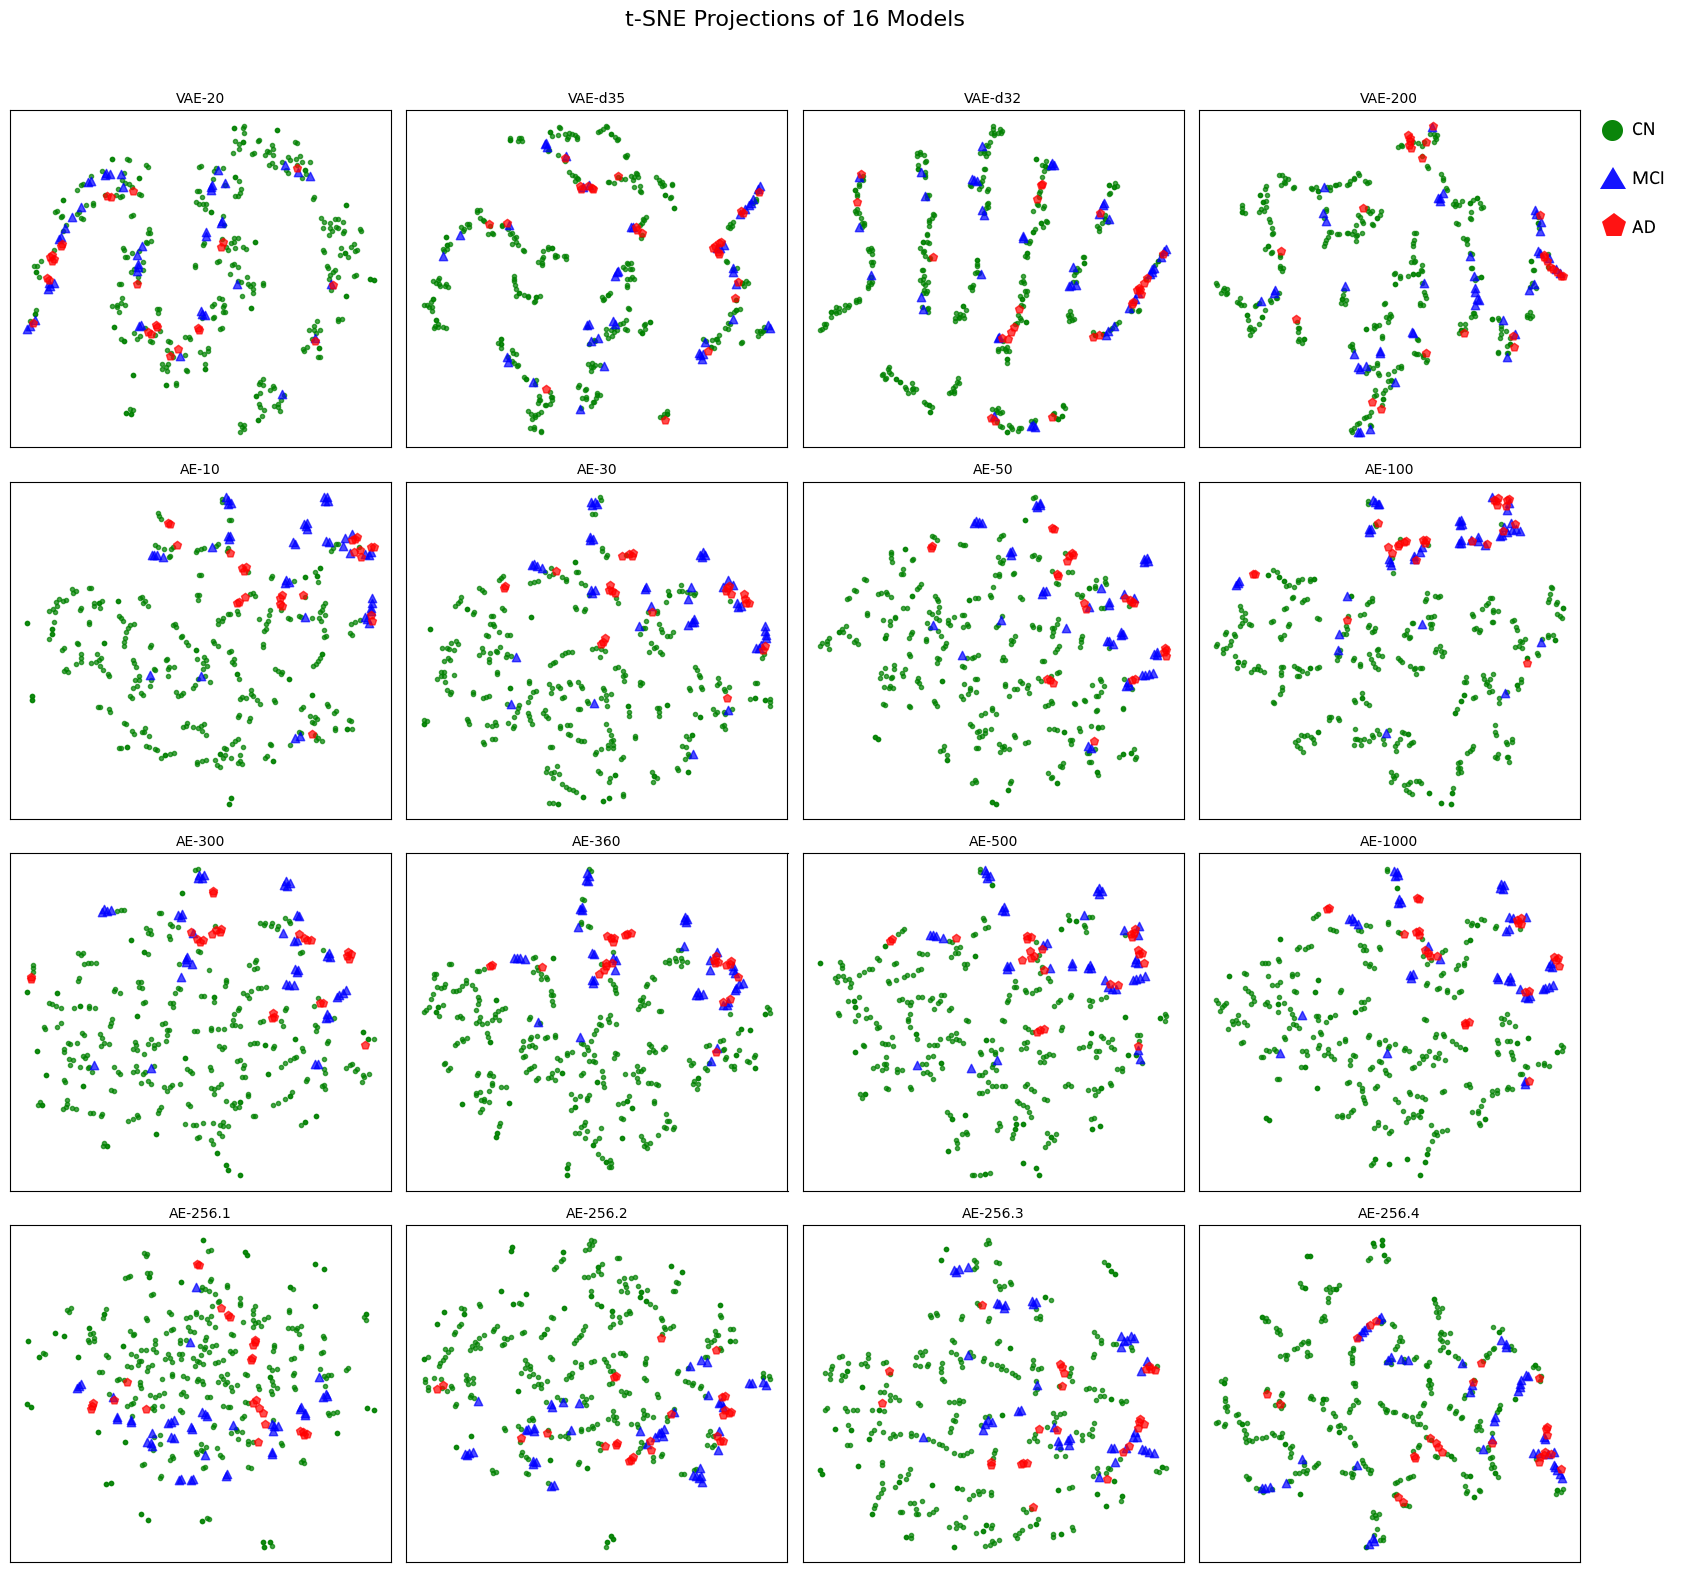 t-SNE Projections of 16 Models
VAE-20
VAE-d35
VAE-d32
VAE-200
CN
MCI
AD
AE-10
AE-30
AE-50
AE-100
AE-300
AE-360
AE-500
AE-1000
AE-256.1
AE-256.2
AE-256.3
AE-256.4